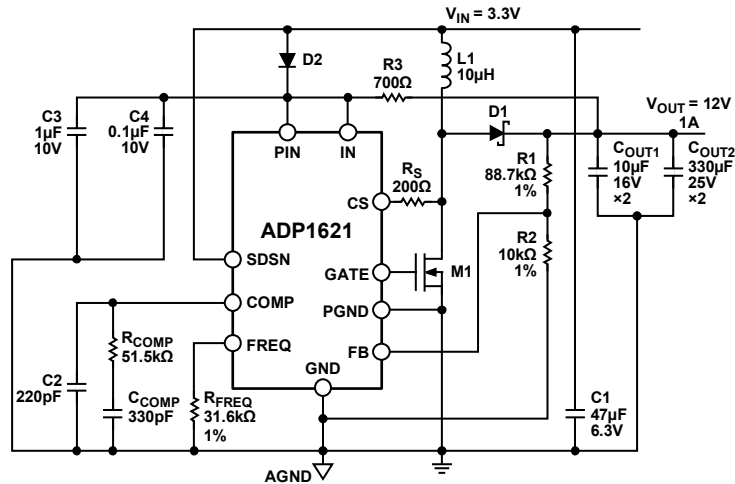 VIN = 3.3V
D2
L1
10µH
R3
700Ω
C3
1µF
10V
C4
0.1µF
10V
D1
VOUT = 12V
1A
PIN
IN
COUT1
10µF
16V
×2
COUT2
330µF
25V
×2
R1
88.7kΩ
1%
RS
200Ω
CS
ADP1621
R2
10kΩ
1%
SDSN
GATE
M1
COMP
PGND
RCOMP
51.5kΩ
FREQ
FB
GND
C2
220pF
CCOMP
330pF
RFREQ
31.6kΩ
1%
C1
47µF
6.3V
AGND